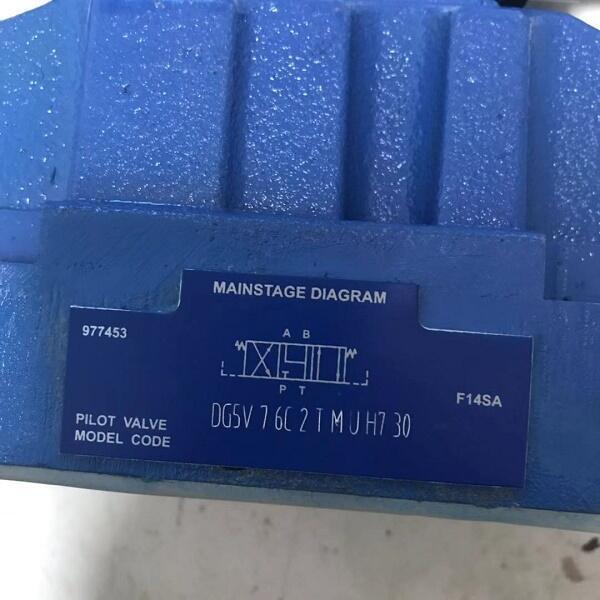 MAINSTAGE DIAGRAM
977453
A B
P T
F14SA
PILOT VALVE
MODEL CODE
DG5V 7 6C 2 T M U H7 30